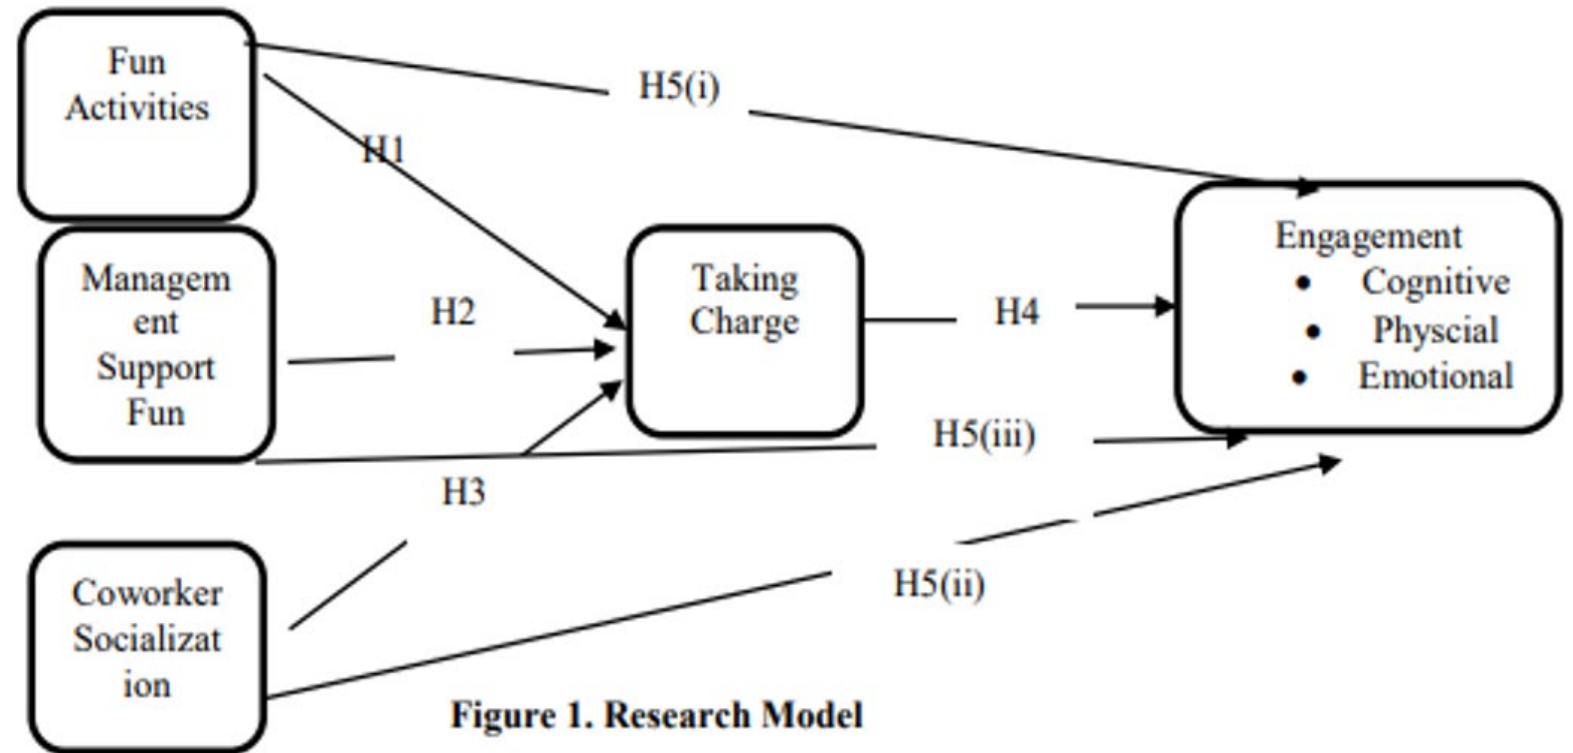 Fun
Activities
H5(i)
H1
Managem
ent
Support
Fun
H2
Taking
Charge
H4
Engagement
• Cognitive
• Physcial
• Emotional
H5(iii)
H3
Coworker
Socializat
ion
H5(ii)
Figure 1. Research Model